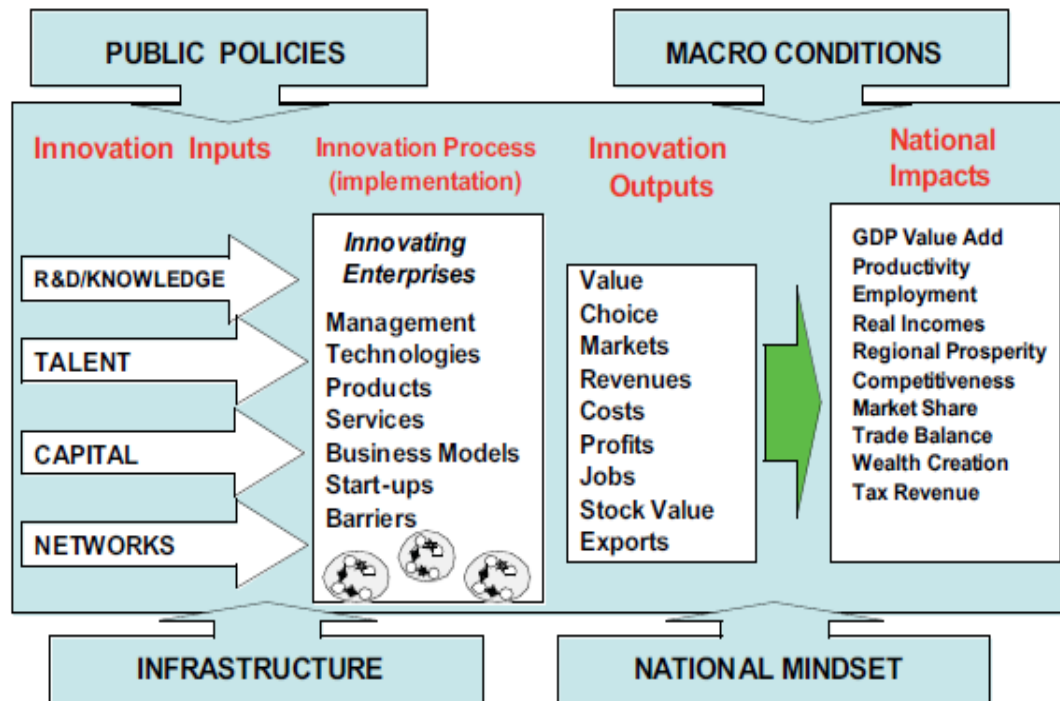 PUBLIC POLICIES
MACRO CONDITIONS
Innovation Inputs
R&D/KNOWLEDGE
TALENT
CAPITAL
NETWORKS
Innovation Process
(implementation)
Innovating
Enterprises
Management
Technologies
Products
Services
Business Models
Start-ups
Barriers
Innovation
Outputs
Value
Choice
Markets
Revenues
Costs
Profits
Jobs
Stock Value
Exports
National
Impacts
GDP Value Add
Productivity
Employment
Real Incomes
Regional Prosperity
Competitiveness
Market Share
Trade Balance
Wealth Creation
Tax Revenue
INFRASTRUCTURE
NATIONAL MINDSET